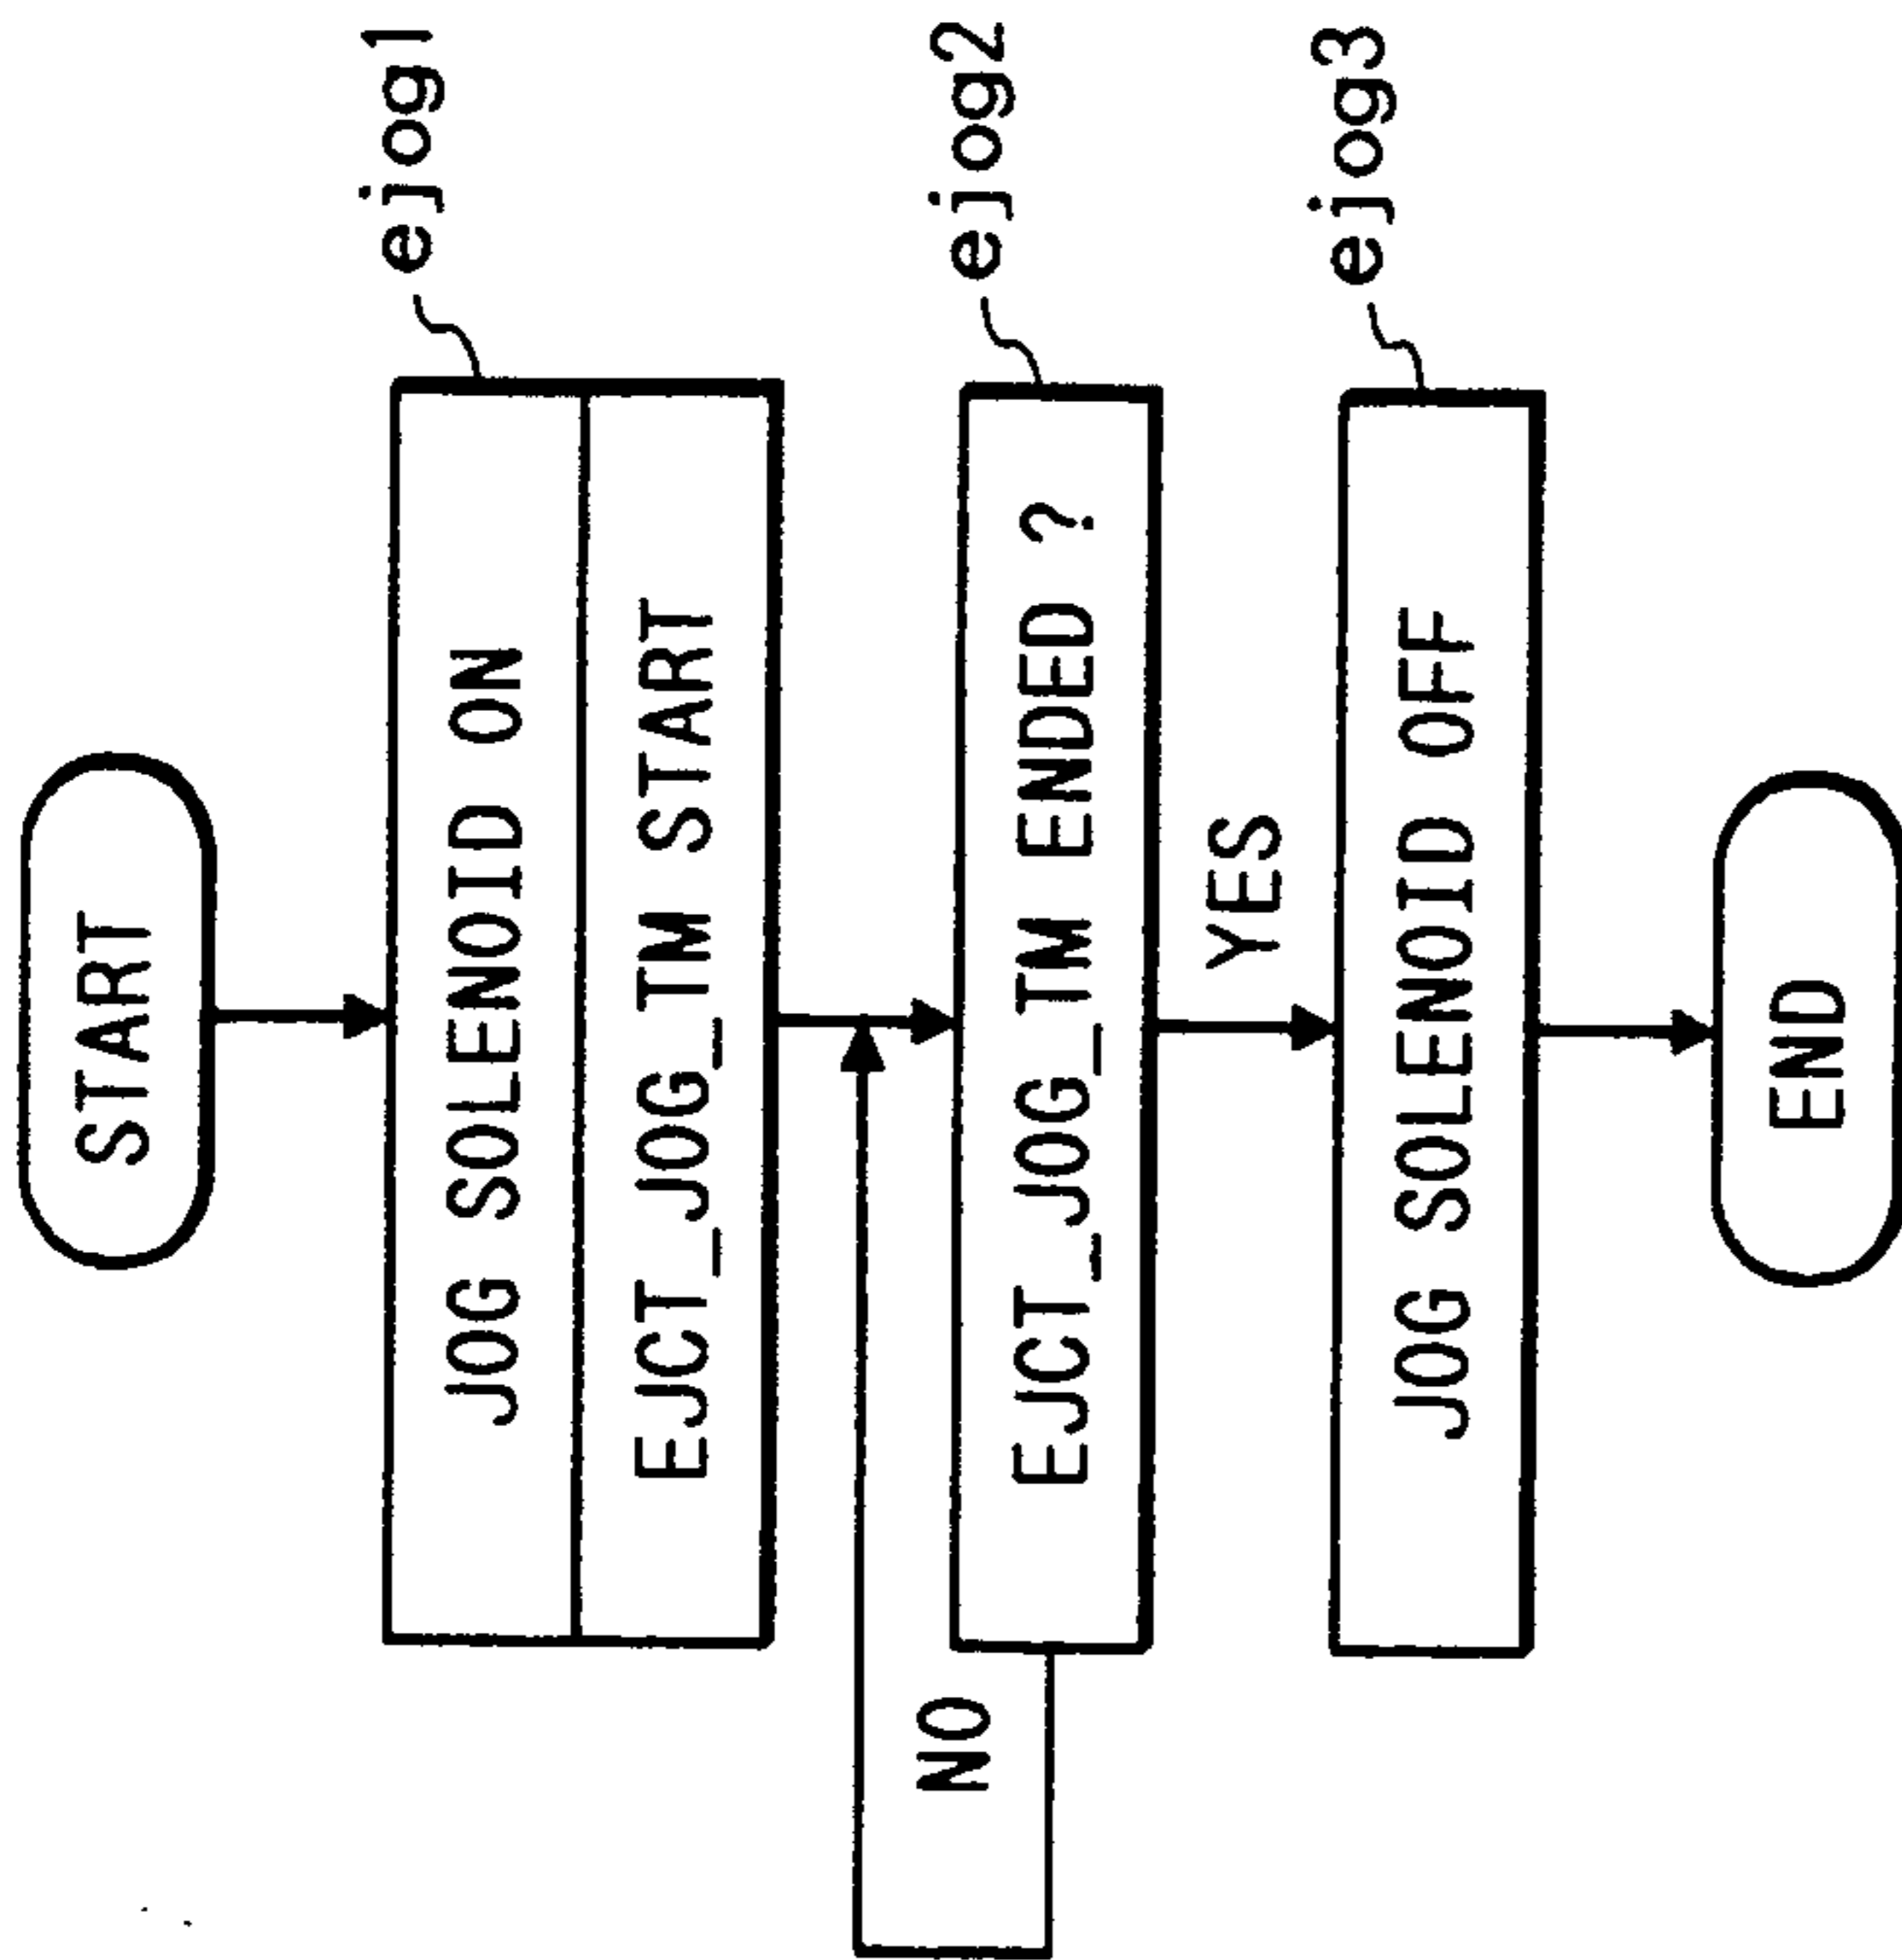 START
ejog1
JOG SOLENOID ON
EJCT_JOG_TM START
ejog2
EJCT_JOG_TM ENDED ?
NO
YES
ejog3
JOG SOLENOID OFF
END